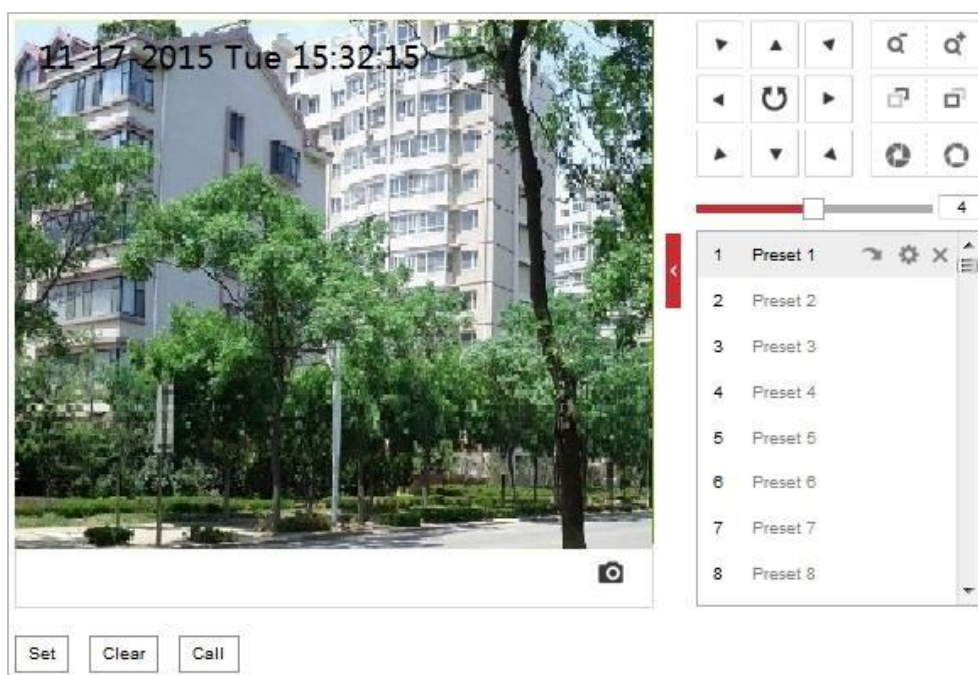 11-17-2015 Tue 15:32:15
4
1 Preset 1
2 Preset 2
3 Preset 3
4 Preset 4
5 Preset 5
6 Preset 6
7 Preset 7
8 Preset 8
Set Clear Call